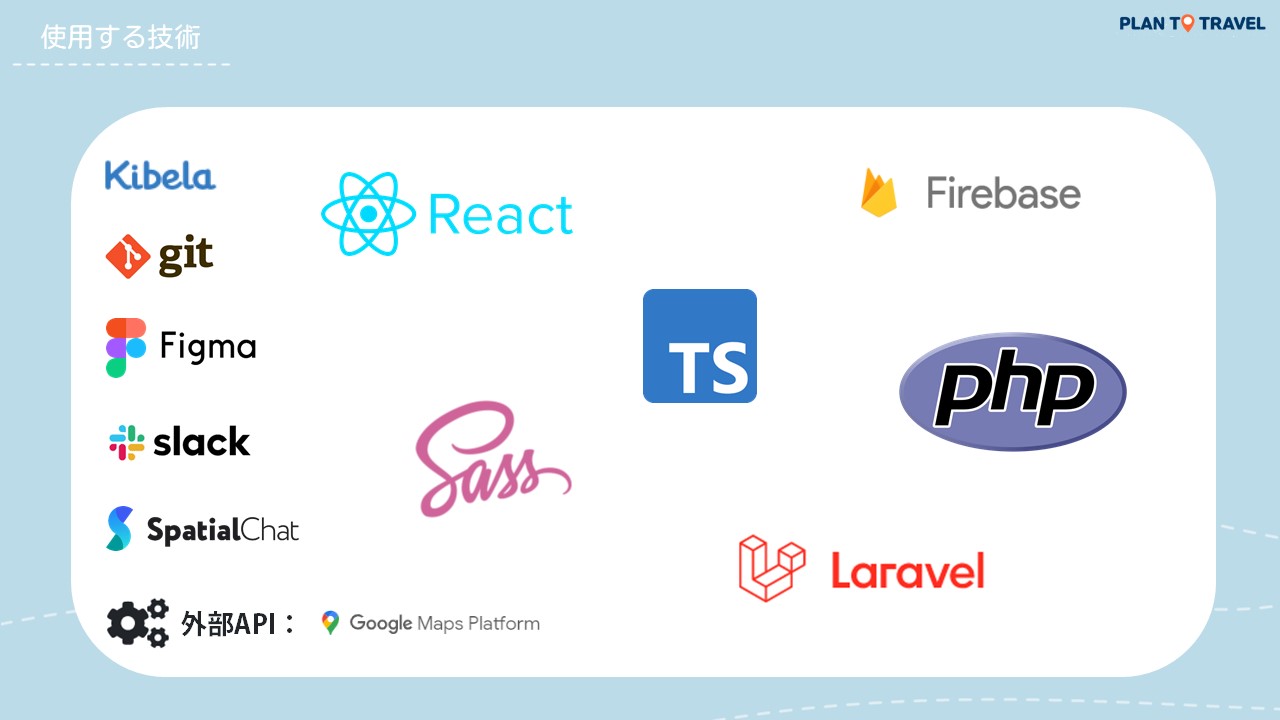 使用する技術
PLAN TO TRAVEL
Kibela
git
Figma
slack
SpatialChat
外部API：
Google Maps Platform
React
Sass
TS
Firebase
php
Laravel